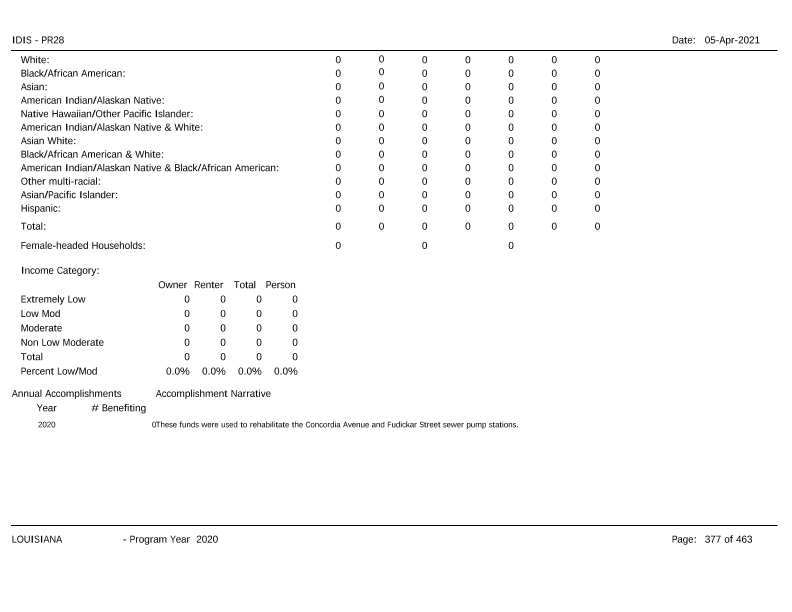 IDIS - PR28 Date: 05-Apr-2021
White: 0 0 0 0 0 0 0
Black/African American: 0 0 0 0 0 0 0
Asian: 0 0 0 0 0 0 0
American Indian/Alaskan Native: 0 0 0 0 0 0 0
Native Hawaiian/Other Pacific Islander: 0 0 0 0 0 0 0
American Indian/Alaskan Native & White: 0 0 0 0 0 0 0
Asian White: 0 0 0 0 0 0 0
Black/African American & White: 0 0 0 0 0 0 0
American Indian/Alaskan Native & Black/African American: 0 0 0 0 0 0 0
Other multi-racial: 0 0 0 0 0 0 0
Asian/Pacific Islander: 0 0 0 0 0 0 0
Hispanic: 0 0 0 0 0 0 0
Total: 0 0 0 0 0 0 0
Female-headed Households: 0 0 0
Income Category:
Owner Renter Total Person
Extremely Low 0 0 0 0
Low Mod 0 0 0 0
Moderate 0 0 0 0
Non Low Moderate 0 0 0 0
Total 0 0 0 0
Percent Low/Mod 0.0% 0.0% 0.0% 0.0%
Annual Accomplishments Accomplishment Narrative
Year # Benefiting
2020 0These funds were used to rehabilitate the Concordia Avenue and Fudickar Street sewer pump stations.
LOUISIANA - Program Year 2020 Page: 377 of 463